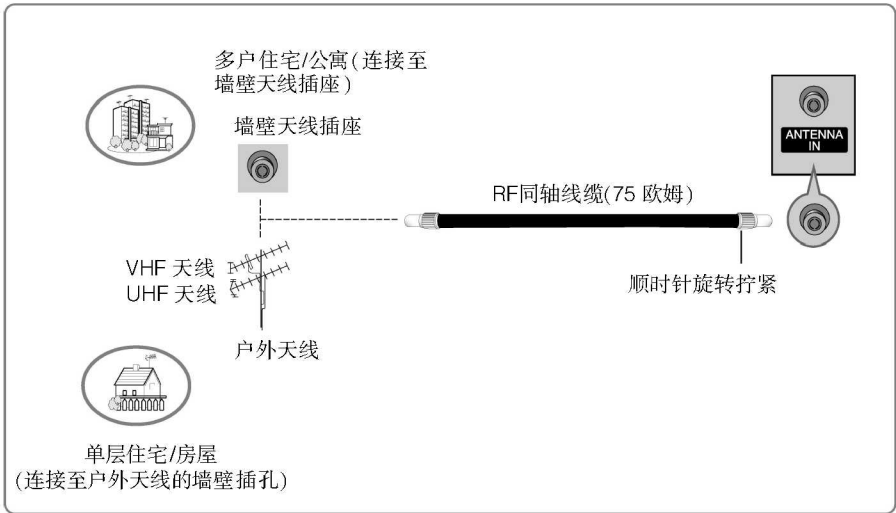 多户住宅/公寓(连接至
墙壁天线插座)
墙壁天线插座
ANTENNA
IN
RF同轴线缆(75 欧姆)
VHF 天线
UHF 天线
顺时针旋转拧紧
户外天线
单层住宅/房屋
(连接至户外天线的墙壁插孔)